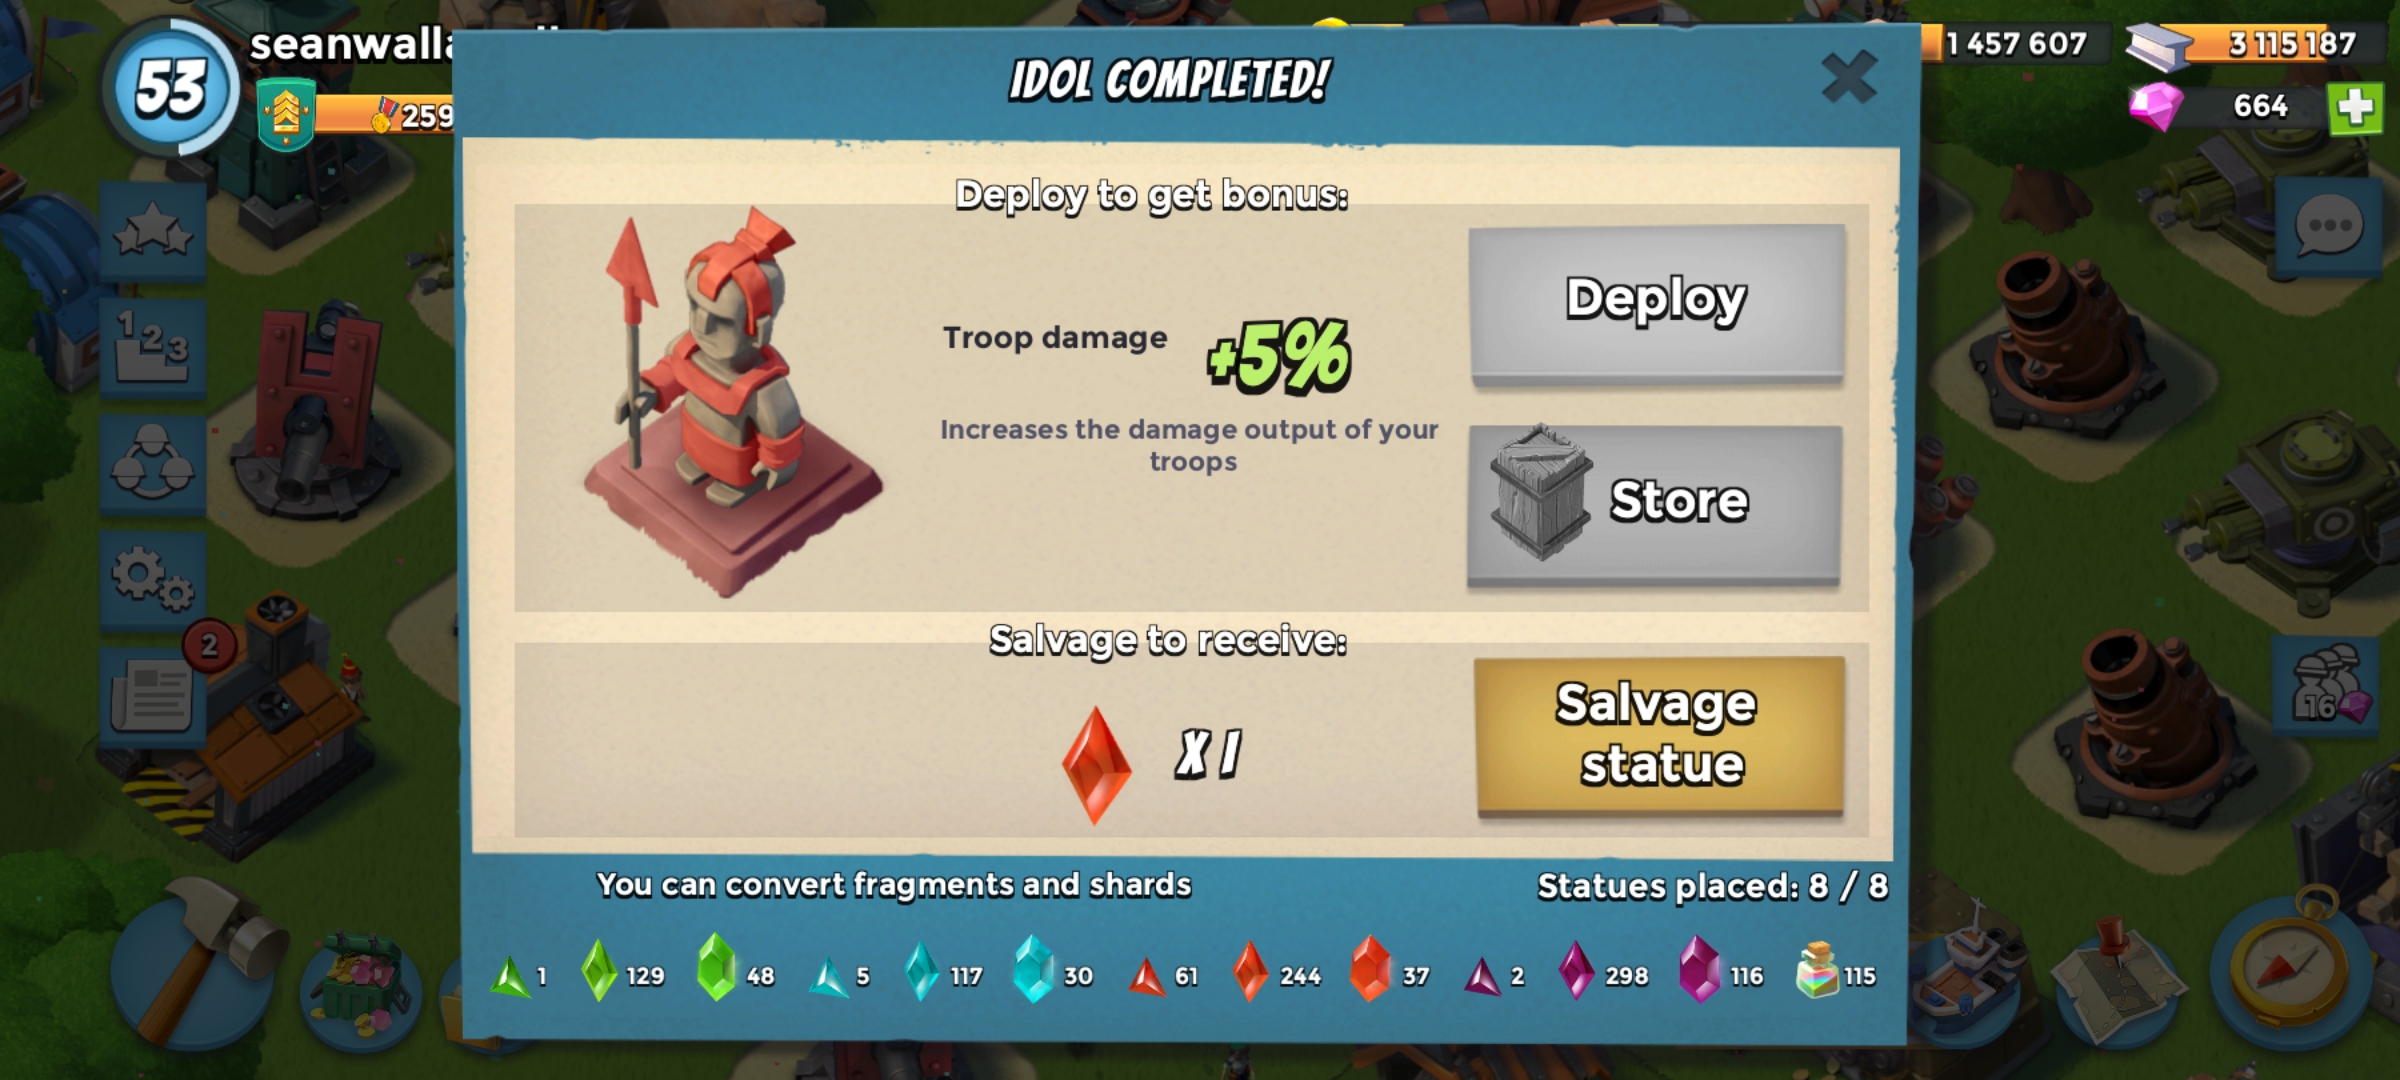 53
259
IDOL COMPLETED!
1 457 607
3 115 187
664
Deploy to get bonus:
Troop damage
+5%
Increases the damage output of your
troops
Deploy
Store
1 2 3
2
16
Salvage to receive:
X 1
Salvage
statue
You can convert fragments and shards
Statues placed: 8 / 8
1 129 48 5 117 30 61 244 37 2 298 116 115